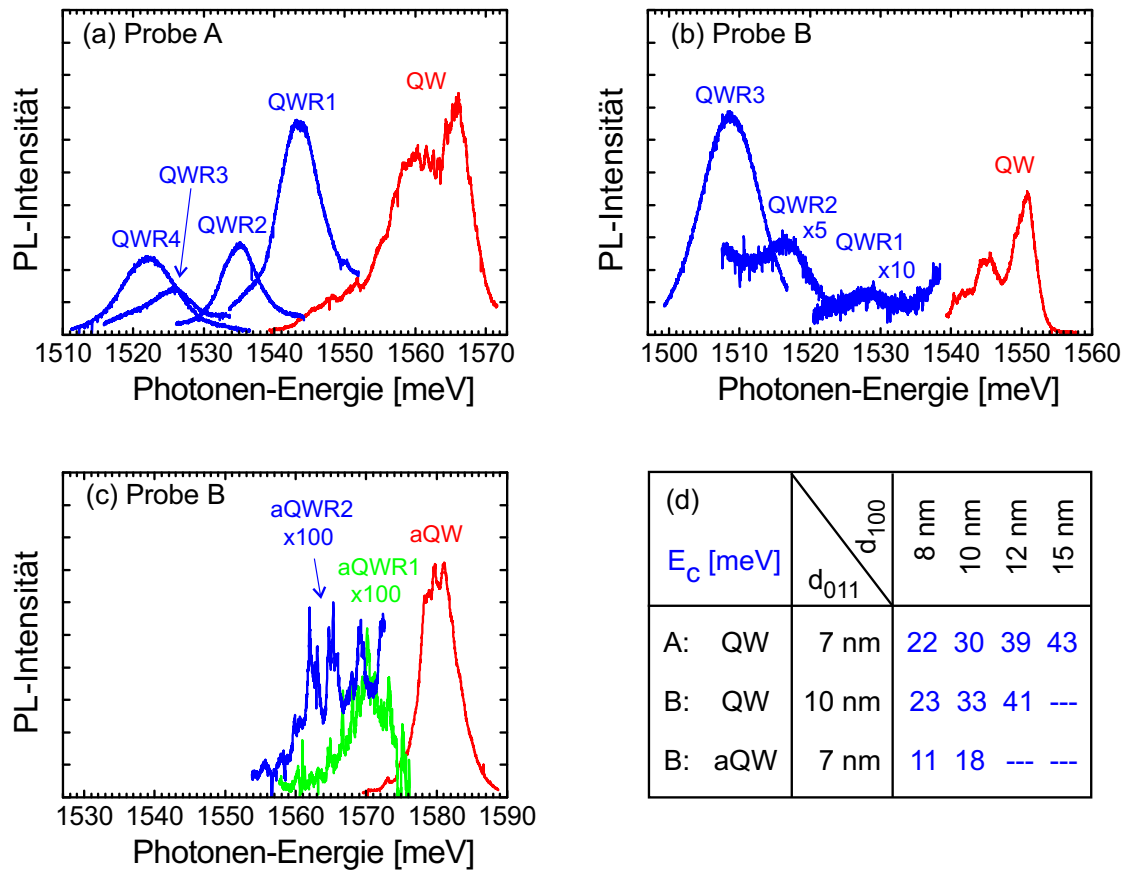 (a) Probe A
PL-Intensität
QWR4
QWR3
QWR2
QWR1
QW
1510 1520 1530 1540 1550 1560 1570
Photonen-Energie [meV]
(b) Probe B
PL-Intensität
QWR3
QWR2
x5
QWR1
x10
QW
1500 1510 1520 1530 1540 1550 1560
Photonen-Energie [meV]
(c) Probe B
PL-Intensität
aQWR2
x100
aQWR1
x100
aQW
1530 1540 1550 1560 1570 1580 1590
Photonen-Energie [meV]
(d)
E_C [meV]
d_100
d_011
8 nm 10 nm 12 nm 15 nm
A: QW 7 nm 22 30 39 43
B: QW 10 nm 23 33 41 ---
B: aQW 7 nm 11 18 --- ---